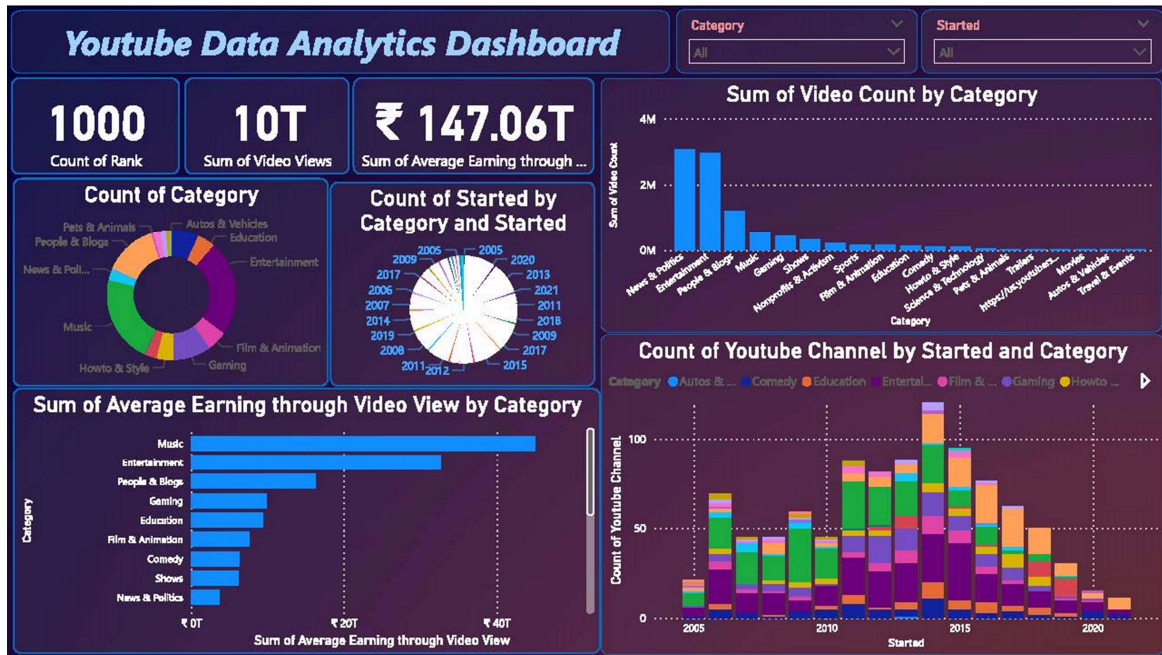 Youtube Data Analytics Dashboard
Category
All
Started
All
1000
Count of Rank
10T
Sum of Video Views
₹ 147.06T
Sum of Average Earning through ...
Sum of Video Count by Category
4M
2M
0M
Sum of Video Count
News & Politics
Entertainment
People & Blogs
Music
Gaming
Shows
Nonprofits & Activism
Sports
Film & Animation
Education
Comedy
Howto & Style
Science & Technology
Pets & Animals
Trailers
Movies
Autos & Vehicles
Travel & Events
Category
Count of Category
Pets & Animals
Autos & Vehicles
People & Blogs
Education
Entertainment
News & Poli...
Music
Film & Animation
Howto & Style
Gaming
Count of Started by
Category and Started
2005
2005
2009
2020
2017
2013
2006
2021
2007
2011
2014
2018
2019
2009
2008
2017
2011
2012
2015
Sum of Average Earning through Video View by Category
Category
Music
Entertainment
People & Blogs
Gaming
Education
Film & Animation
Comedy
Shows
News & Politics
₹ 0T
₹ 20T
₹ 40T
Sum of Average Earning through Video View
Count of Youtube Channel by Started and Category
Category
Autos & ...
Comedy
Education
Entertai...
Film & ...
Gaming
Howto ...
Count of Youtube Channel
100
50
0
2005
2010
2015
2020
Started